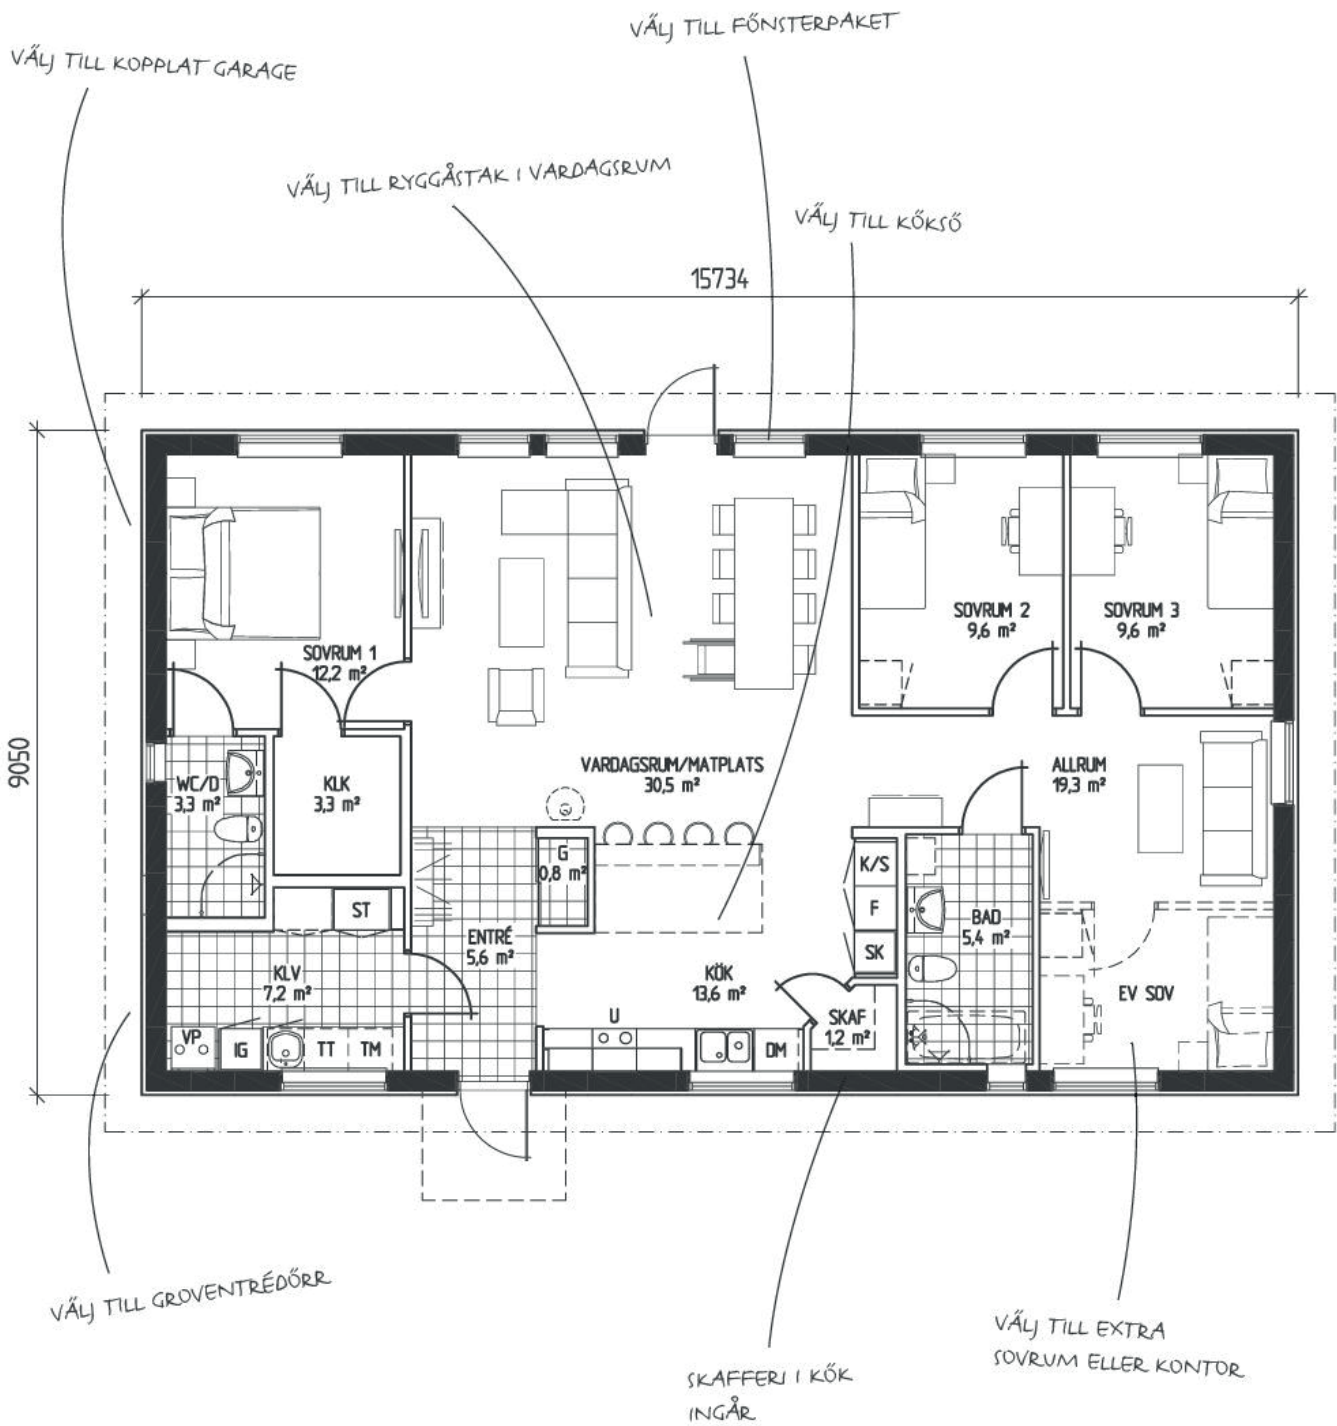 VÄLJ TILL FÖNSTERPAKET
VÄLJ TILL KOPPLAT GARAGE
VÄLJ TILL RYGGÅSTAK I VARDAGSRUM
VÄLJ TILL KÖKSÖ
15734
9050
SOVRUM 1
12,2 m²
SOVRUM 2
9,6 m²
SOVRUM 3
9,6 m²
WC/D
3,3 m²
KLK
3,3 m²
VARDAGSRUM/MATPLATS
30,5 m²
ALLRUM
19,3 m²
G
0,8 m²
K/S
F
SK
ST
ENTRÉ
5,6 m²
BAD
5,4 m²
KLV
7,2 m²
KÖK
13,6 m²
EV SOV
U
SKAF
1,2 m²
VP
IG
TT
TM
DM
VÄLJ TILL GROVENTRÉDÖRR
SKAFFERI I KÖK
INGÅR
VÄLJ TILL EXTRA
SOVRUM ELLER KONTOR